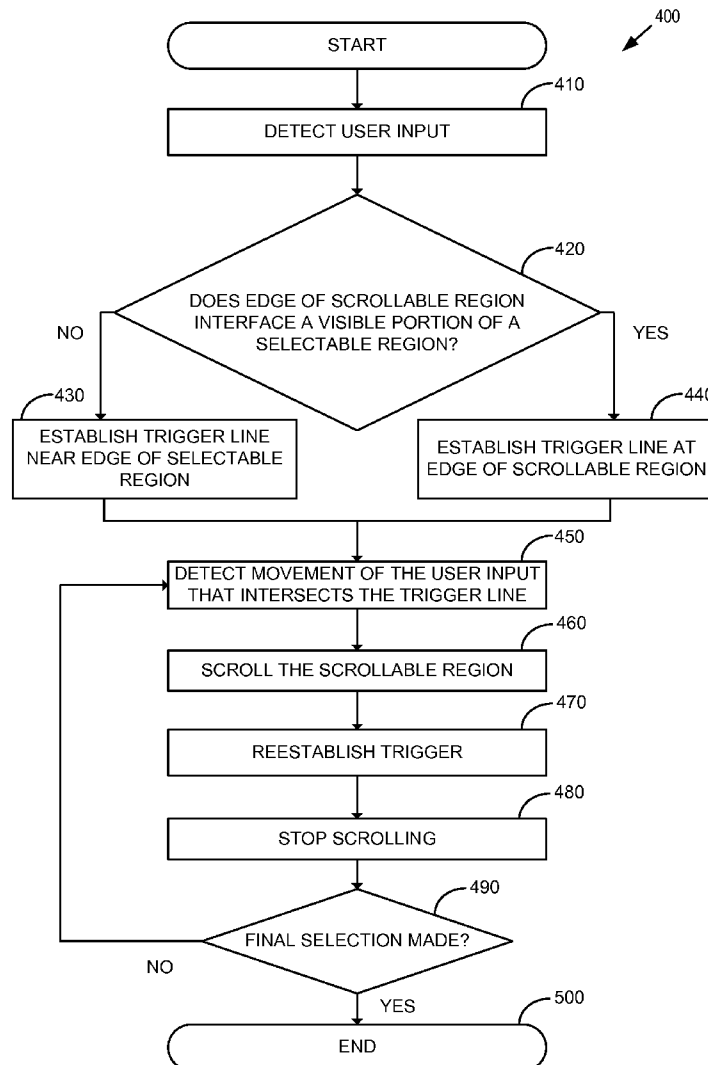 400
START
410
DETECT USER INPUT
420
DOES EDGE OF SCROLLABLE REGION
INTERFACE A VISIBLE PORTION OF A
SELECTABLE REGION?
NO
YES
430
ESTABLISH TRIGGER LINE
NEAR EDGE OF SELECTABLE
REGION
440
ESTABLISH TRIGGER LINE AT
EDGE OF SCROLLABLE REGION
450
DETECT MOVEMENT OF THE USER INPUT
THAT INTERSECTS THE TRIGGER LINE
460
SCROLL THE SCROLLABLE REGION
470
REESTABLISH TRIGGER
480
STOP SCROLLING
490
FINAL SELECTION MADE?
NO
YES
500
END